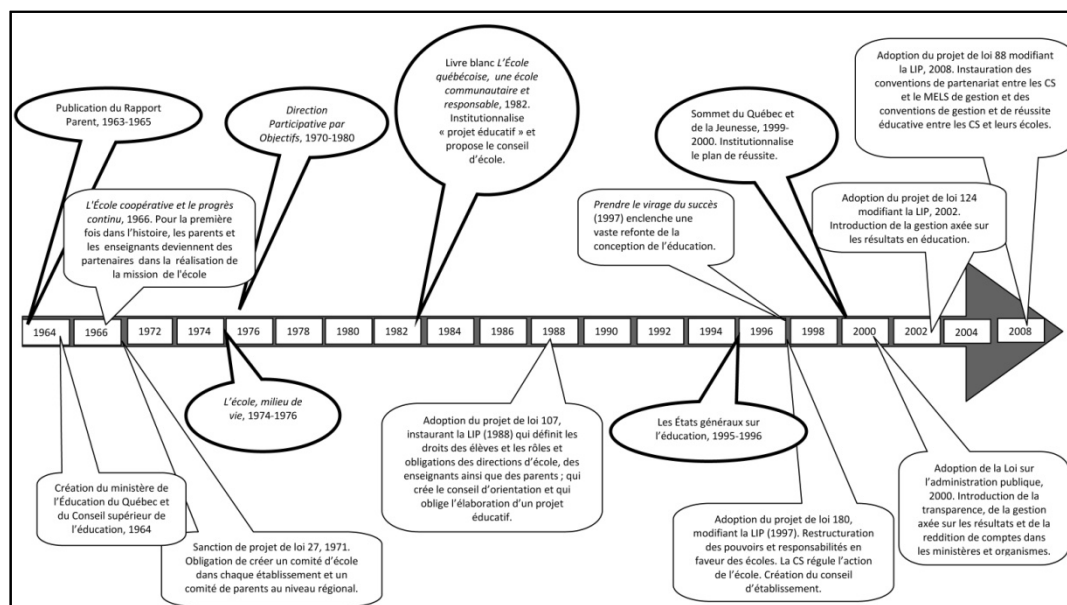 Publication du Rapport
Parent, 1963-1965
Direction
Participative par
Objectifs, 1970-1980
Livre blanc L'École
québécoise, une école
communautaire et
responsable, 1982.
Institutionnalise
« projet éducatif » et
propose le conseil
d'école.
Sommet du Québec et
de la Jeunesse, 1999-
2000. Institutionnalise
le plan de réussite.
Adoption du projet de loi 88 modifiant
la LIP, 2008. Instauration des
conventions de partenariat entre les CS
et le MELS de gestion et des
conventions de gestion et de réussite
éducative entre les CS et leurs écoles.
L'École coopérative et le progrès
continu, 1966. Pour la première
fois dans l'histoire, les parents et
les enseignants deviennent des
partenaires dans la réalisation de
la mission de l'école
Prendre le virage du succès
(1997) enclenche une
vaste refonte de la
conception de l'éducation.
Adoption du projet de loi 124
modifiant la LIP, 2002.
Introduction de la gestion axée sur
les résultats en éducation.
1964 1966 1972 1974 1976 1978 1980 1982 1984 1986 1988 1990 1992 1994 1996 1998 2000 2002 2004 2008
Création du ministère de
l'Éducation du Québec et
du Conseil supérieur de
l'éducation, 1964
Sanction de projet de loi 27, 1971.
Obligation de créer un comité d'école
dans chaque établissement et un
comité de parents au niveau régional.
L'école, milieu de
vie, 1974-1976
Adoption du projet de loi 107,
instaurant la LIP (1988) qui définit les
droits des élèves et les rôles et
obligations des directions d'école, des
enseignants ainsi que des parents ; qui
crée le conseil d'orientation et qui
oblige l'élaboration d'un projet
éducatif.
Les États généraux sur
l'éducation, 1995-1996
Adoption du projet de loi 180,
modifiant la LIP (1997). Restructuration
des pouvoirs et responsabilités en
faveur des écoles. La CS régule l'action
de l'école. Création du conseil
d'établissement.
Adoption de la Loi sur
l'administration publique,
2000. Introduction de la
transparence, de la gestion
axée sur les résultats et de la
reddition de comptes dans
les ministères et organismes.